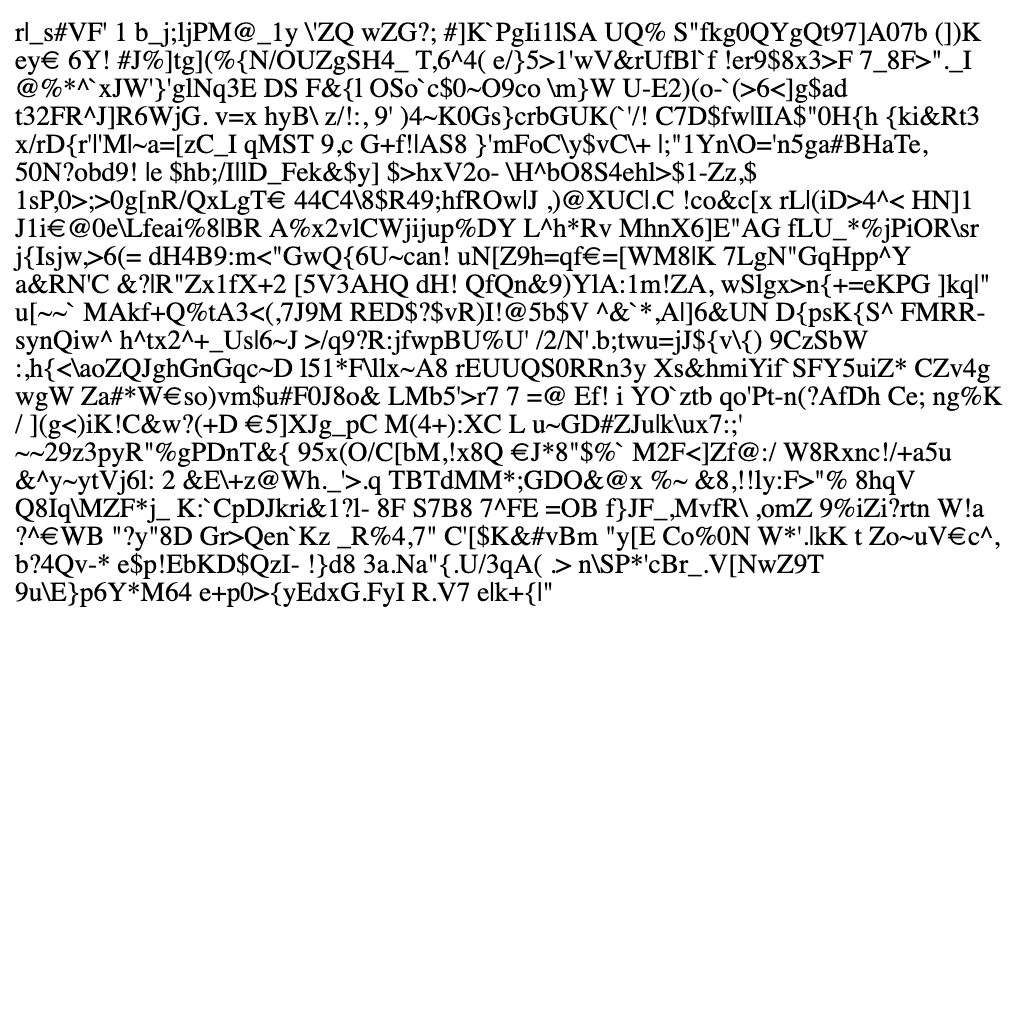 r|_s#VF' 1 b_j;ljPM@_1y \'ZQ wZG?; #]K`PgIi1lSA UQ% S"fkg0QYgQt97]A07b (])K
ey€ 6Y! #J%]tg](%{N/OUZgSH4_ T,6^4( e/}5>1'wV&rUfBl`f !er9$8x3>F 7_8F>"._I
@%*^`xJW'}'glNq3E DS F&{l OSo`c$0~O9co \m}W U-E2)(o-`(>6<]g$ad
t32FR^J]R6WjG. v=x hyB\ z/!:, 9' )4~K0Gs}crbGUK(`'/! C7D$fw|IIA$"0H{h {ki&Rt3
x/rD{r'|'M|~a=[zC_I qMST 9,c G+f!|AS8 }'mFoC\y$vC\+ |;"1Yn\O='n5ga#BHaTe,
50N?obd9! |e $hb;/I||D_Fek&$y] $>hxV2o- \H^bO8S4ehl>$1-Zz,$
1sP,0>;>0g[nR/QxLgT€ 44C4\8$R49;hfROw|J ,)@XUC|.C !co&c[x rL|(iD>4^< HN]1
J1i€@0e\Lfeai%8|BR A%x2vlCWjijup%DY L^h*Rv MhnX6]E"AG fLU_*%jPiOR\sr
j{Isjw,>6(= dH4B9:m<"GwQ{6U~can! uN[Z9h=qf€=[WM8|K 7LgN"GqHpp^Y
a&RN'C &?|R"Zx1fX+2 [5V3AHQ dH! QfQn&9)YlA:1m!ZA, wSlgx>n{+=eKPG ]kq|"
u[~~` MAkf+Q%tA3<(,7J9M RED$?$vR)I!@5b$V ^&`*,A|]6&UN D{psK{S^ FMRR-
synQiw^ h^tx2^+_Us|6~J >/q9?R:jfwpBU%U' /2/N'.b;twu=jJ${v\{) 9CzSbW
:,h{<\aoZQJghGnGqc~D l51*F\llx~A8 rEUUQS0RRn3y Xs&hmiYif`SFY5uiZ* CZv4g
wgW Za#*W€so)vm$u#F0J8o& LMb5'>r7 7 =@ Ef! i YO`ztb qo'Pt-n(?AfDh Ce; ng%K
/ ](g<)iK!C&w?(+D €5]XJg_pC M(4+):XC L u~GD#ZJu|k\ux7:;'
~~29z3pyR"%gPDnT&{ 95x(O/C[bM,!x8Q €J*8"$%` M2F<]Zf@:/ W8Rxnc!/+a5u
&^y~ytVj6l: 2 &E\+z@Wh._'>.q TBTdMM*;GDO&@x %~ &8,!!Iy:F>"% 8hqV
Q8Iq\MZF*j_ K:`CpDJkri&1?l- 8F S7B8 7^FE =OB f}JF_,MvfR\ ,omZ 9%iZi?rtn W!a
?^€WB "?y"8D Gr>Qen`Kz _R%4,7" C'[$K&#vBm "y[E Co%0N W*'.|kK t Zo~uV€c^,
b?4Qv-* e$p!EbKD$QzI- !}d8 3a.Na"{.U/3qA( .> n\SP*'cBr_.V[NwZ9T
9u\E}p6Y*M64 e+p0>{yEdxG.FyI R.V7 e|k+{|"